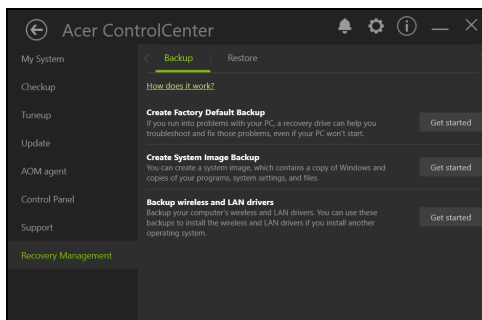 Acer ControlCenter
My System
Backup
Restore
Checkup
How does it work?
Tuneup
Create Factory Default Backup
If you run into problems with your PC, a recovery drive can help you
troubleshoot and fix those problems, even if your PC won't start.
Get started
Update
Create System Image Backup
You can create a system image, which contains a copy of Windows and
copies of your programs, system settings, and files.
Get started
AOM agent
Control Panel
Backup wireless and LAN drivers
Backup your computer's wireless and LAN drivers. You can use these
backups to install the wireless and LAN drivers if you install another
operating system.
Get started
Support
Recovery Management